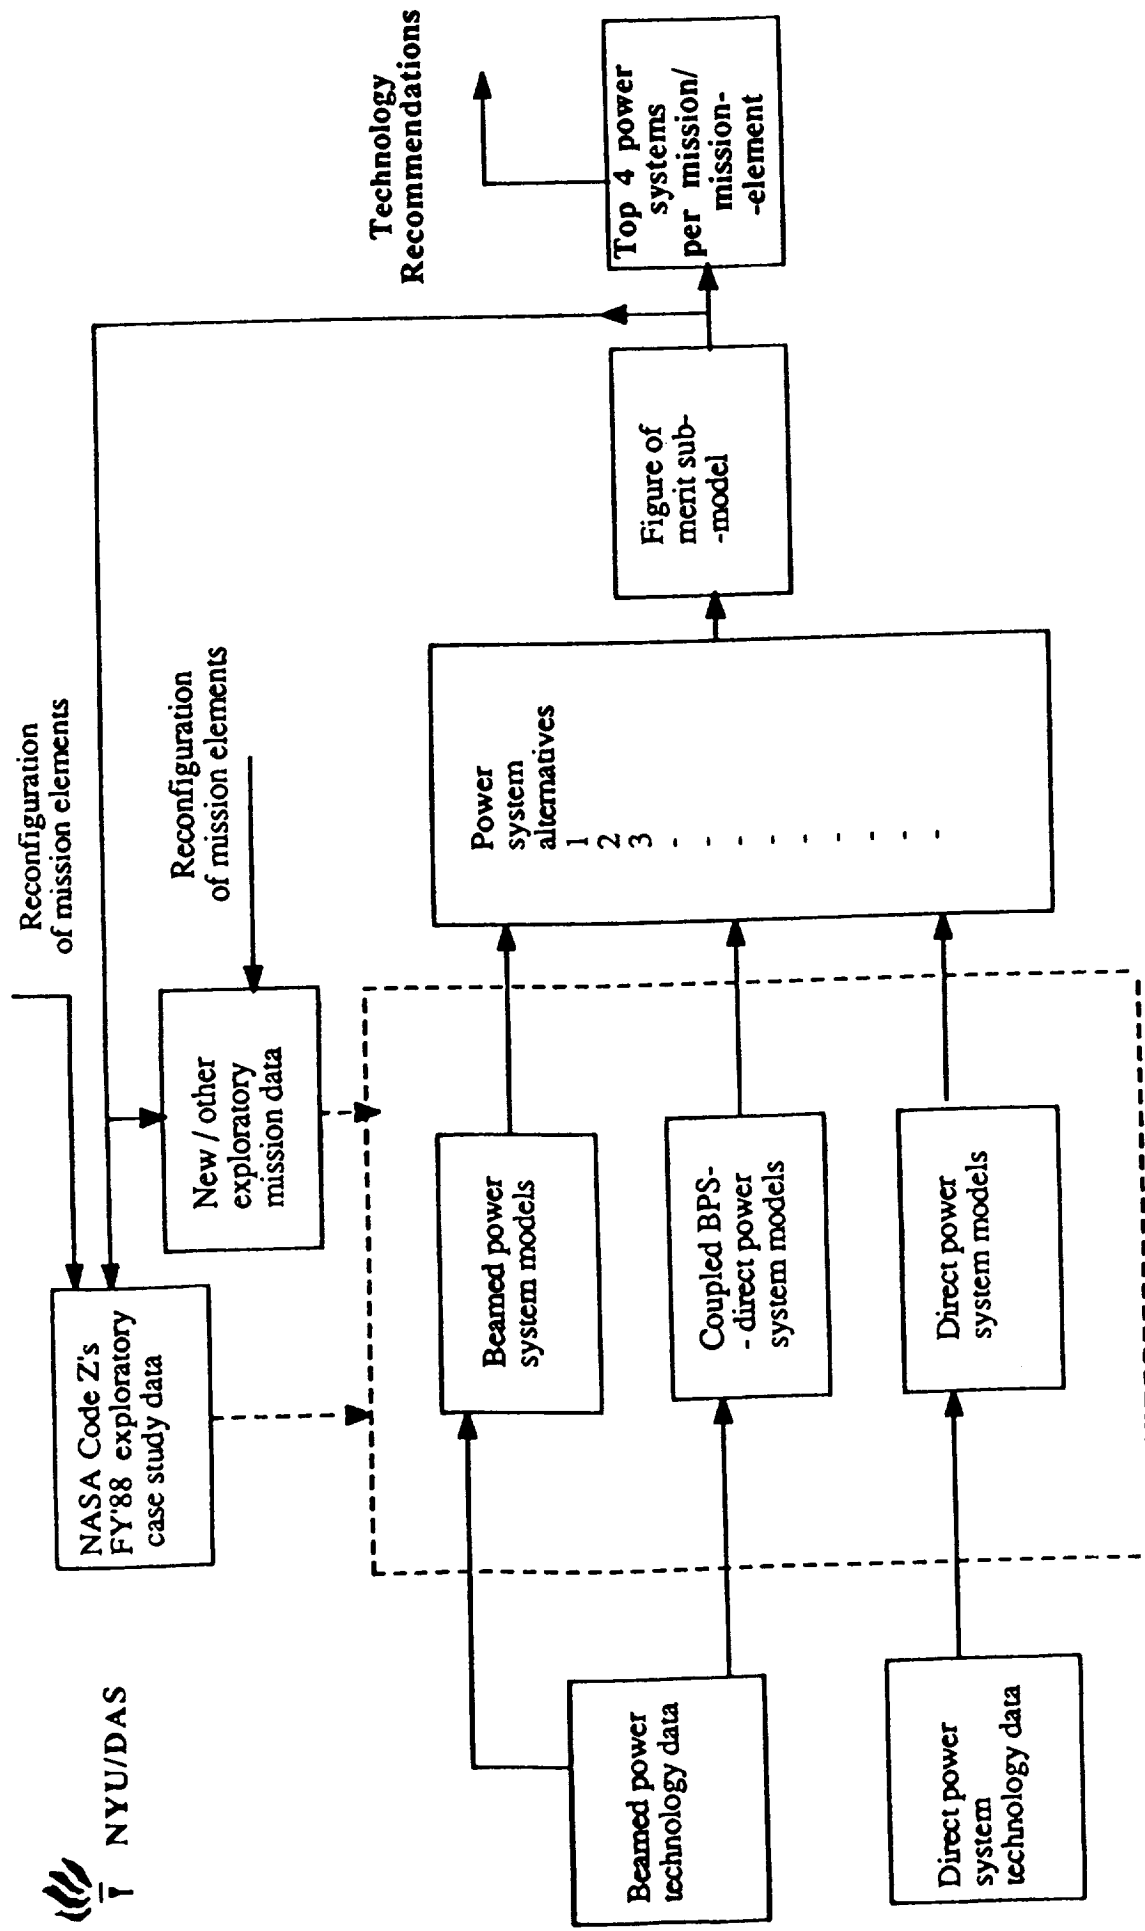 NYU/DAS
Reconfiguration
of mission elements
NASA Code Z's
FY'88 exploratory
case study data
New / other
exploratory
mission data
Reconfiguration
of mission elements
Technology
Recommendations
Beamed power
technology data
Direct power
system
technology data
Beamed power
system models
Coupled BPS-
- direct power
system models
Direct power
system models
Power
system
alternatives
1
2
3
-
-
-
-
-
-
-
-
-
Figure of
merit sub-
-model
Top 4 power
systems
per mission/
mission-
-element